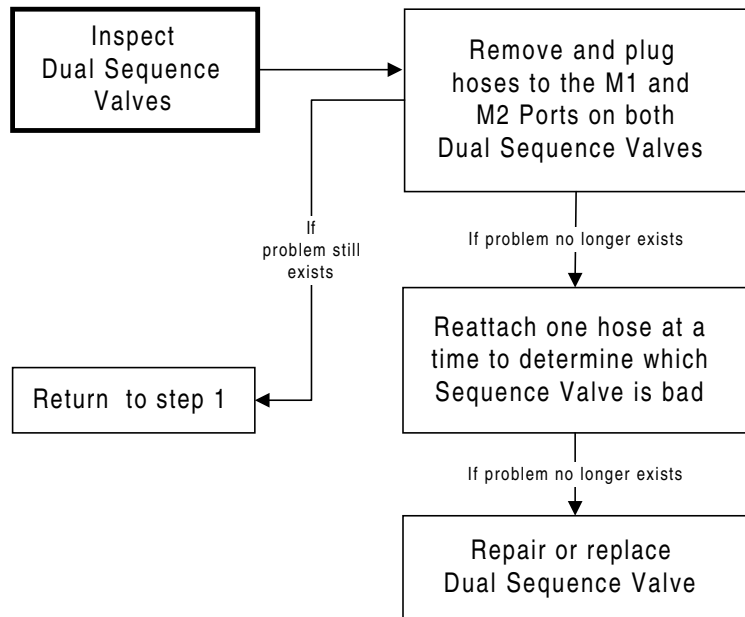 Inspect
Dual Sequence
Valves
Remove and plug
hoses to the M1 and
M2 Ports on both
Dual Sequence Valves
If
problem still
exists
If problem no longer exists
Return to step 1
Reattach one hose at a
time to determine which
Sequence Valve is bad
If problem no longer exists
Repair or replace
Dual Sequence Valve